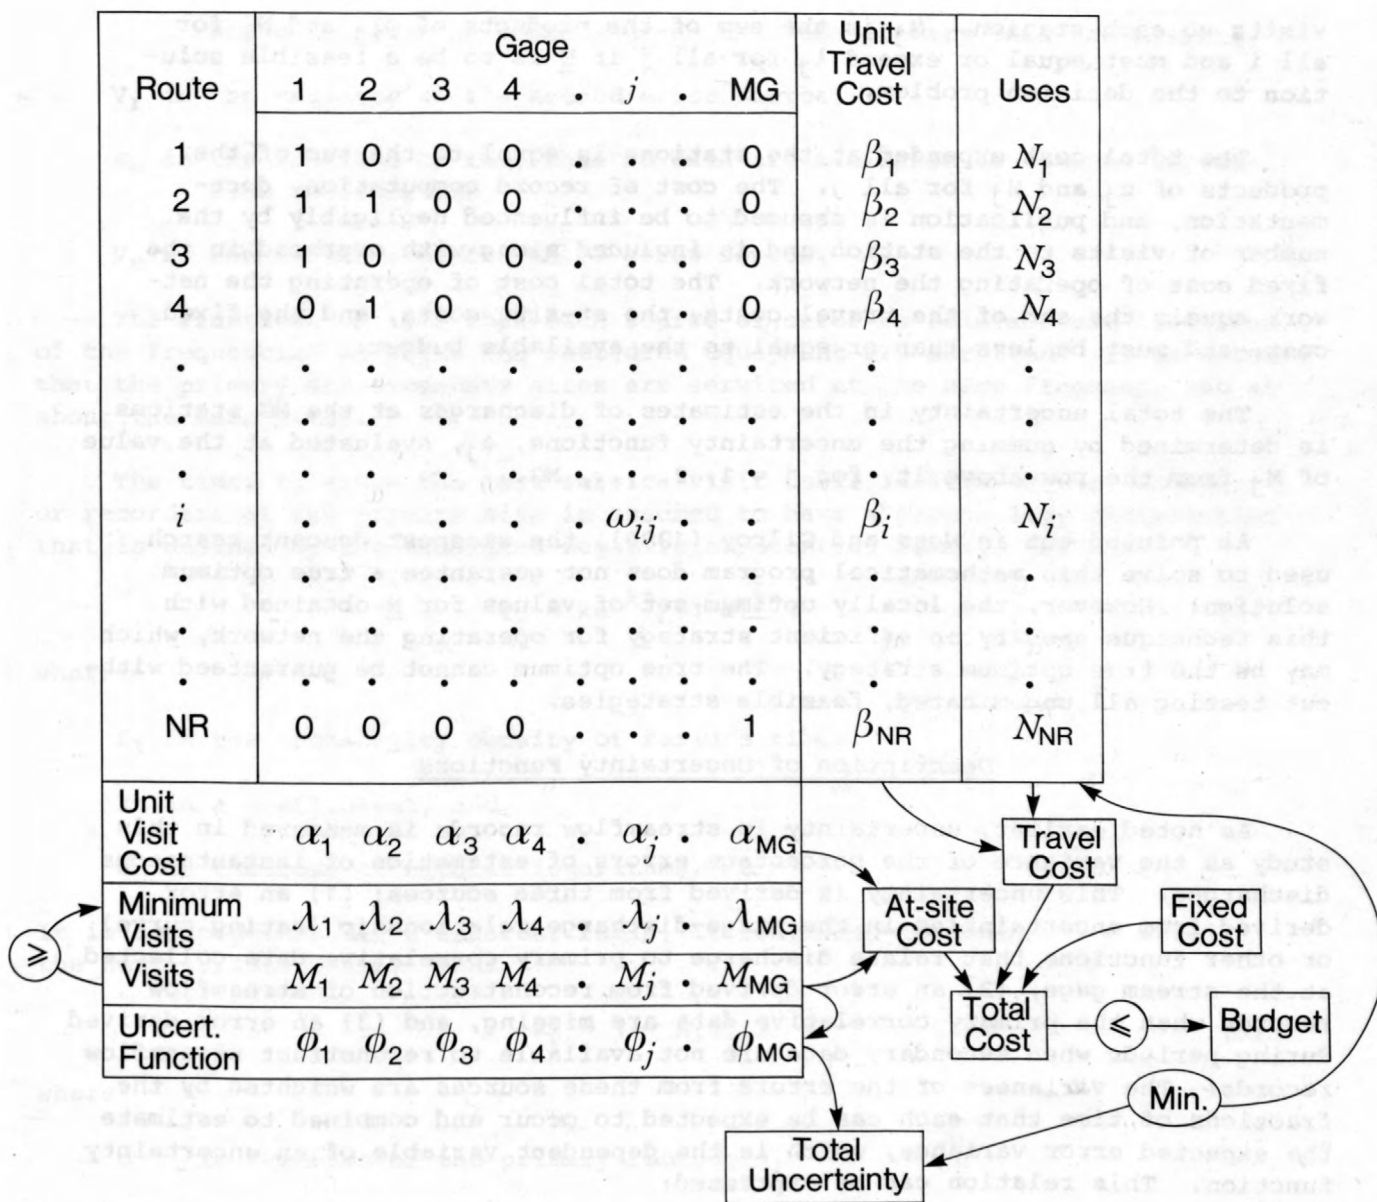 Gage Unit Travel Cost
Route 1 2 3 4 . j . MG Uses
1 1 0 0 0 . . . 0 β1 N1
2 1 1 0 0 . . . 0 β2 N2
3 1 0 0 0 . . . 0 β3 N3
4 0 1 0 0 . . . 0 β4 N4
. . . . . . . . . . .
. . . . . . . . . . .
. . . . . . . . . . .
i . . . . . ωij . . βi Ni
. . . . . . . . . . .
. . . . . . . . . . .
. . . . . . . . . . .
NR 0 0 0 0 . . . 1 βNR NNR
Unit
Visit α1 α2 α3 α4 . αj . αMG
Cost
Minimum
Visits λ1 λ2 λ3 λ4 . λj . λMG
Visits M1 M2 M3 M4 . Mj . MMG
Uncert.
Function ϕ1 ϕ2 ϕ3 ϕ4 . ϕj . ϕMG
⩾
Travel
Cost
At-site
Cost
Fixed
Cost
Total
Cost
⩽
Budget
Min.
Total
Uncertainty